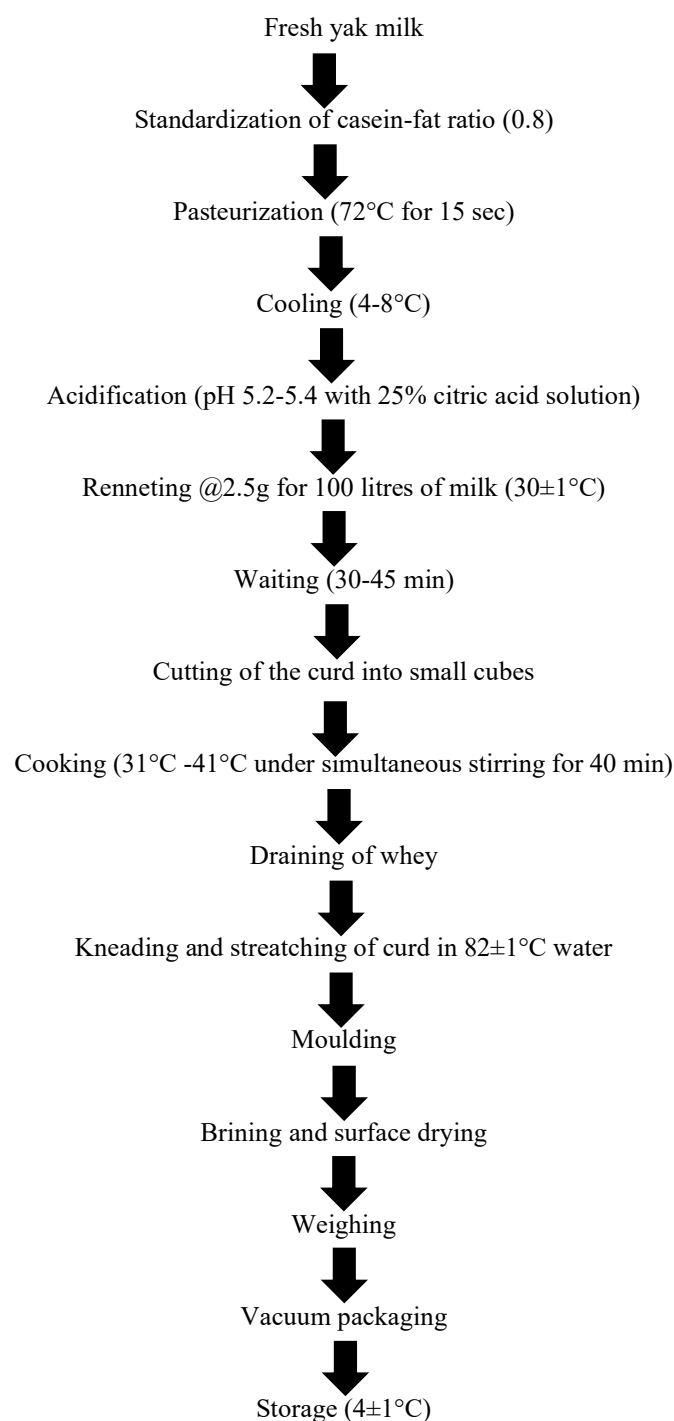 Fresh yak milk
Standardization of casein-fat ratio (0.8)
Pasteurization (72°C for 15 sec)
Cooling (4-8°C)
Acidification (pH 5.2-5.4 with 25% citric acid solution)
Renneting @2.5g for 100 litres of milk (30±1°C)
Waiting (30-45 min)
Cutting of the curd into small cubes
Cooking (31°C -41°C under simultaneous stirring for 40 min)
Draining of whey
Kneading and streatching of curd in 82±1°C water
Moulding
Brining and surface drying
Weighing
Vacuum packaging
Storage (4±1°C)